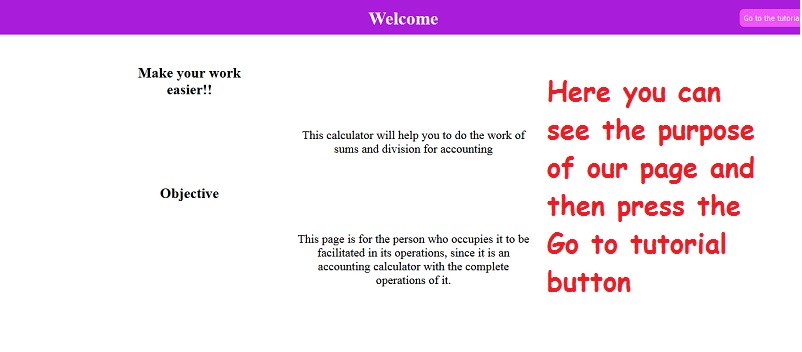 Welcome
Go to the tutoria
Make your work
easier!!
This calculator will help you to do the work of
sums and division for accounting
Objective
This page is for the person who occupies it to be
facilitated in its operations, since it is an
accounting calculator with the complete
operations of it.
Here you can
see the purpose
of our page and
then press the
Go to tutorial
button